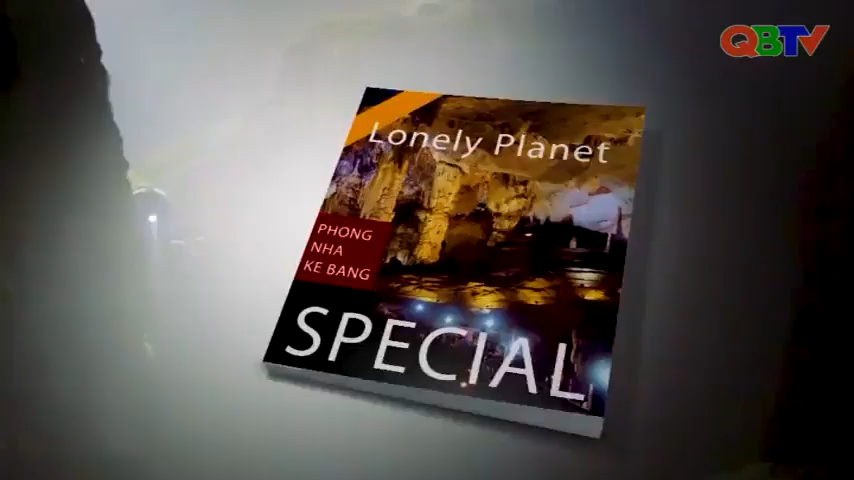 QBTV
Lonely Planet
PHONG
NHA
KE BANG
SPECIAL